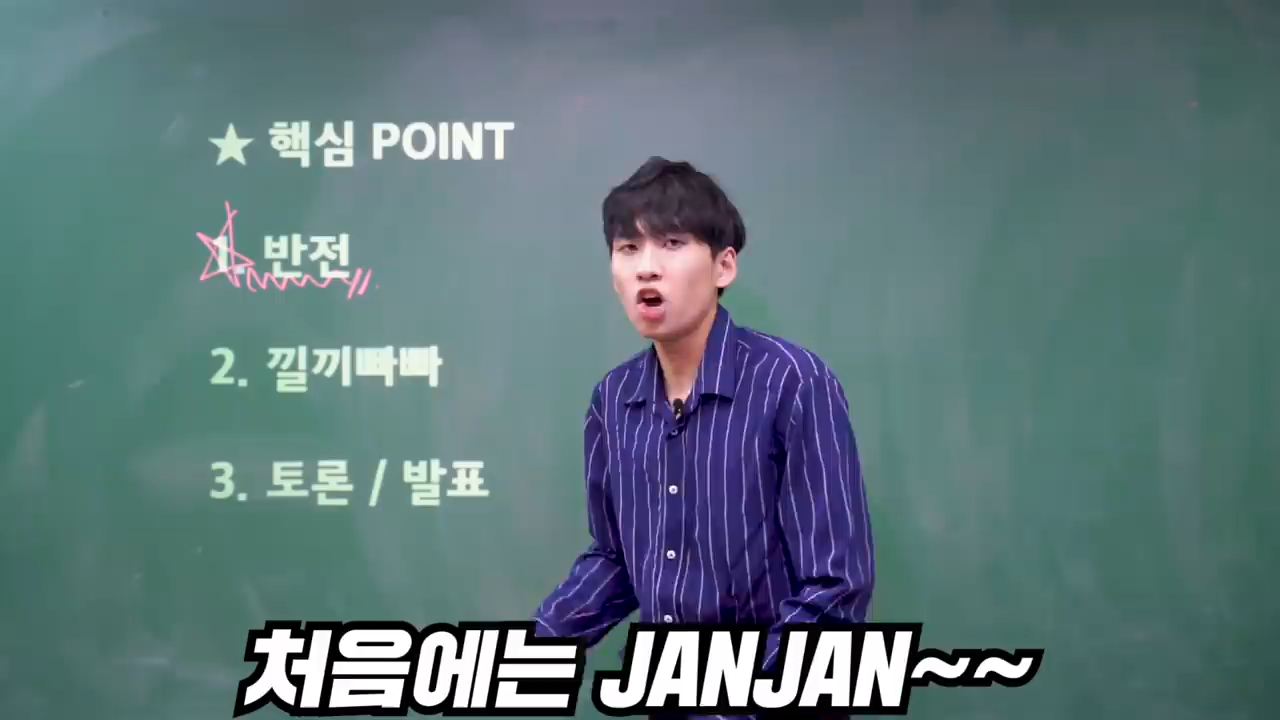 ★ 핵심 POINT
1. 반전
2. 낄끼빠빠
3. 토론 / 발표
처음에는 JANJAN~~